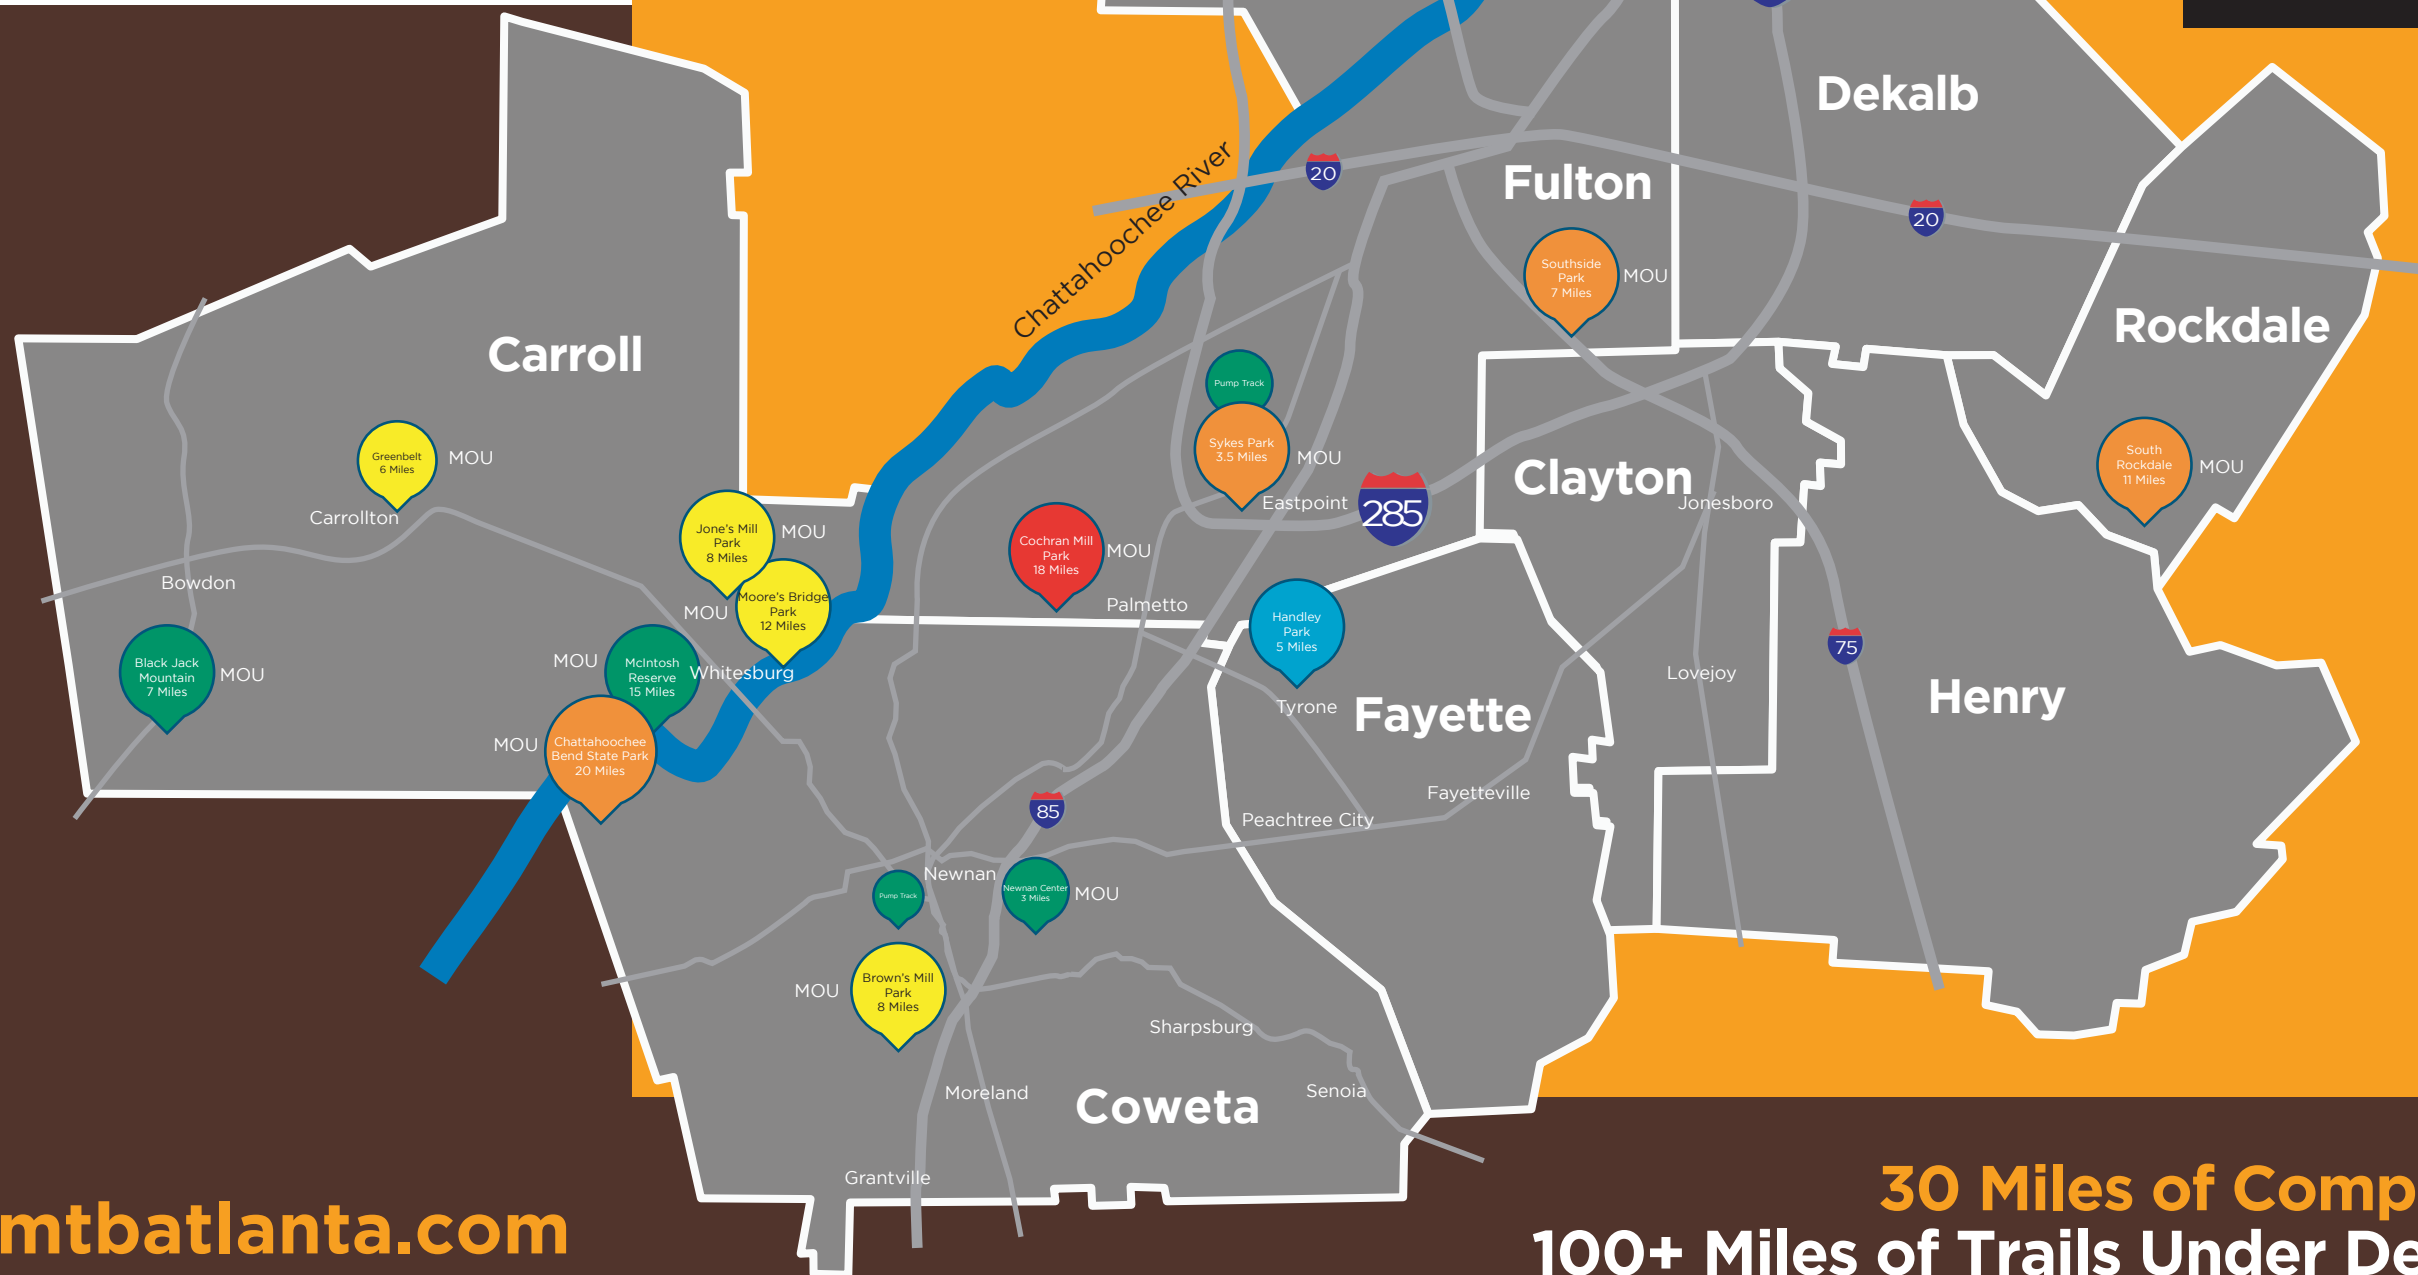 Dekalb
Chattahoochee River
20
Fulton
20
Southside
Park
7 Miles
MOU
Rockdale
Carroll
Pump Track
Sykes Park
3.5 Miles
MOU
Eastpoint
285
Clayton
Jonesboro
South
Rockdale
11 Miles
MOU
Greenbelt
6 Miles
MOU
Carrollton
Jone's Mill
Park
8 Miles
MOU
Cochran Mill
Park
18 Miles
MOU
Bowdon
Moore's Bridge
Park
12 Miles
MOU
Palmetto
Handley
Park
5 Miles
75
Black Jack
Mountain
7 Miles
MOU
MOU
McIntosh
Reserve
15 Miles
Whitesburg
Lovejoy
Henry
Tyrone
Fayette
MOU
Chattahoochee
Bend State Park
20 Miles
85
Fayetteville
Peachtree City
Newnan
Pump Track
Newnan Center
3 Miles
MOU
MOU
Brown's Mill
Park
8 Miles
Sharpsburg
Moreland
Coweta
Senoia
Grantville
mtbatlanta.com
30 Miles of Comp
100+ Miles of Trails Under De